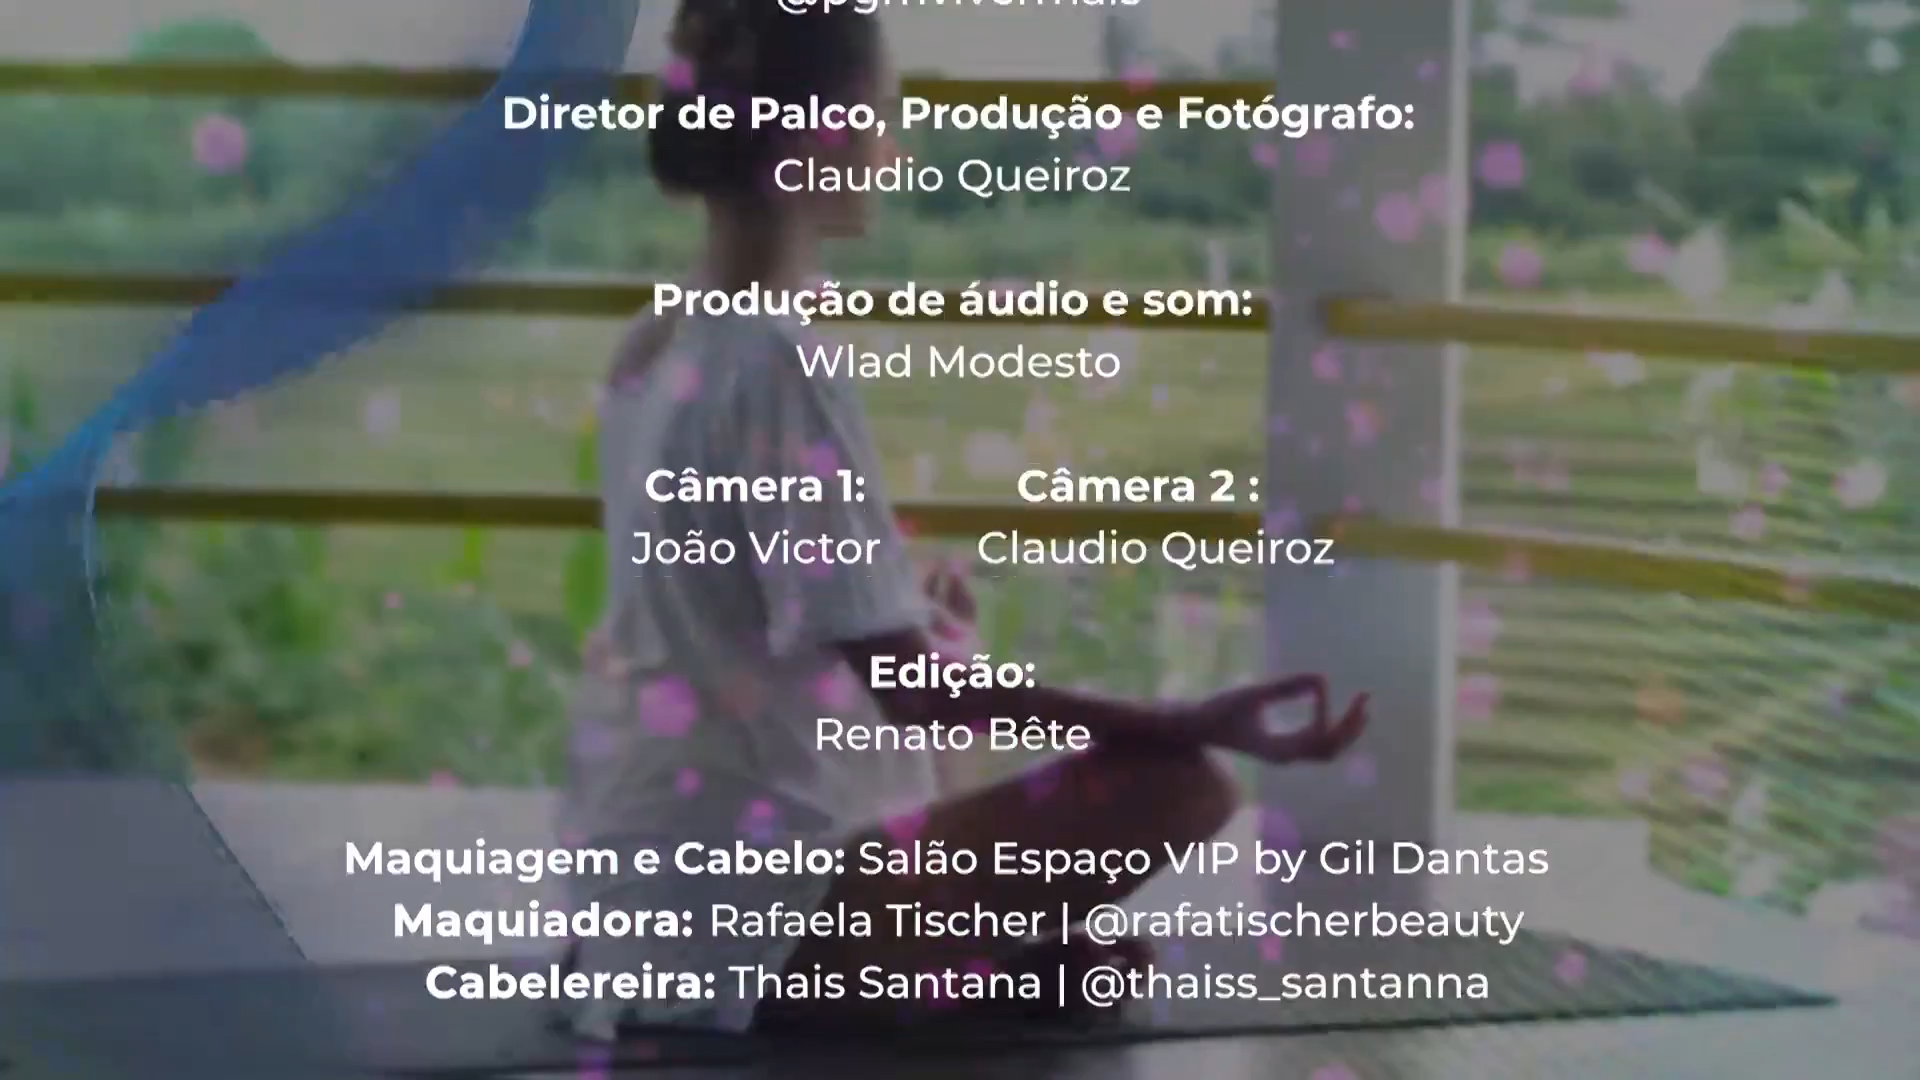 @pgmvivermais
Diretor de Palco, Produção e Fotógrafo:
Claudio Queiroz
Produção de áudio e som:
Wlad Modesto
Câmera 1: Câmera 2 :
João Victor Claudio Queiroz
Edição:
Renato Bête
Maquiagem e Cabelo: Salão Espaço VIP by Gil Dantas
Maquiadora: Rafaela Tischer | @rafatischerbeauty
Cabelereira: Thais Santana | @thaiss_santanna